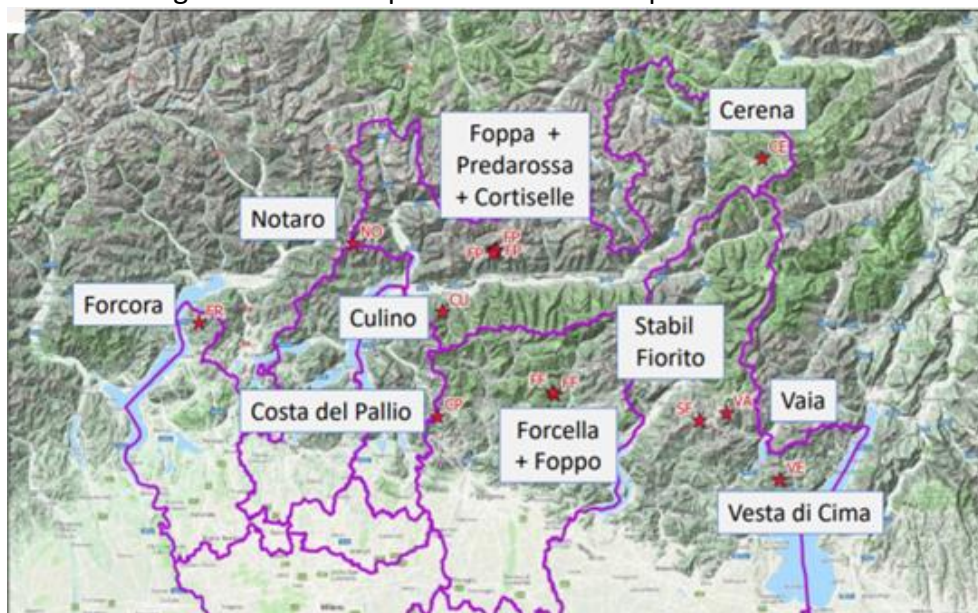 Cerena
CE
Foppa +
Predarossa
+ Cortiselle
Notaro
NO
FP
FP FP
Forcora
FR
Culino
CU
Stabil
Fiorito
Costa del Pallio
CP
FF FF
Forcella
+ Foppo
SF
VA
Vaia
VE
Vesta di Cima
Milano